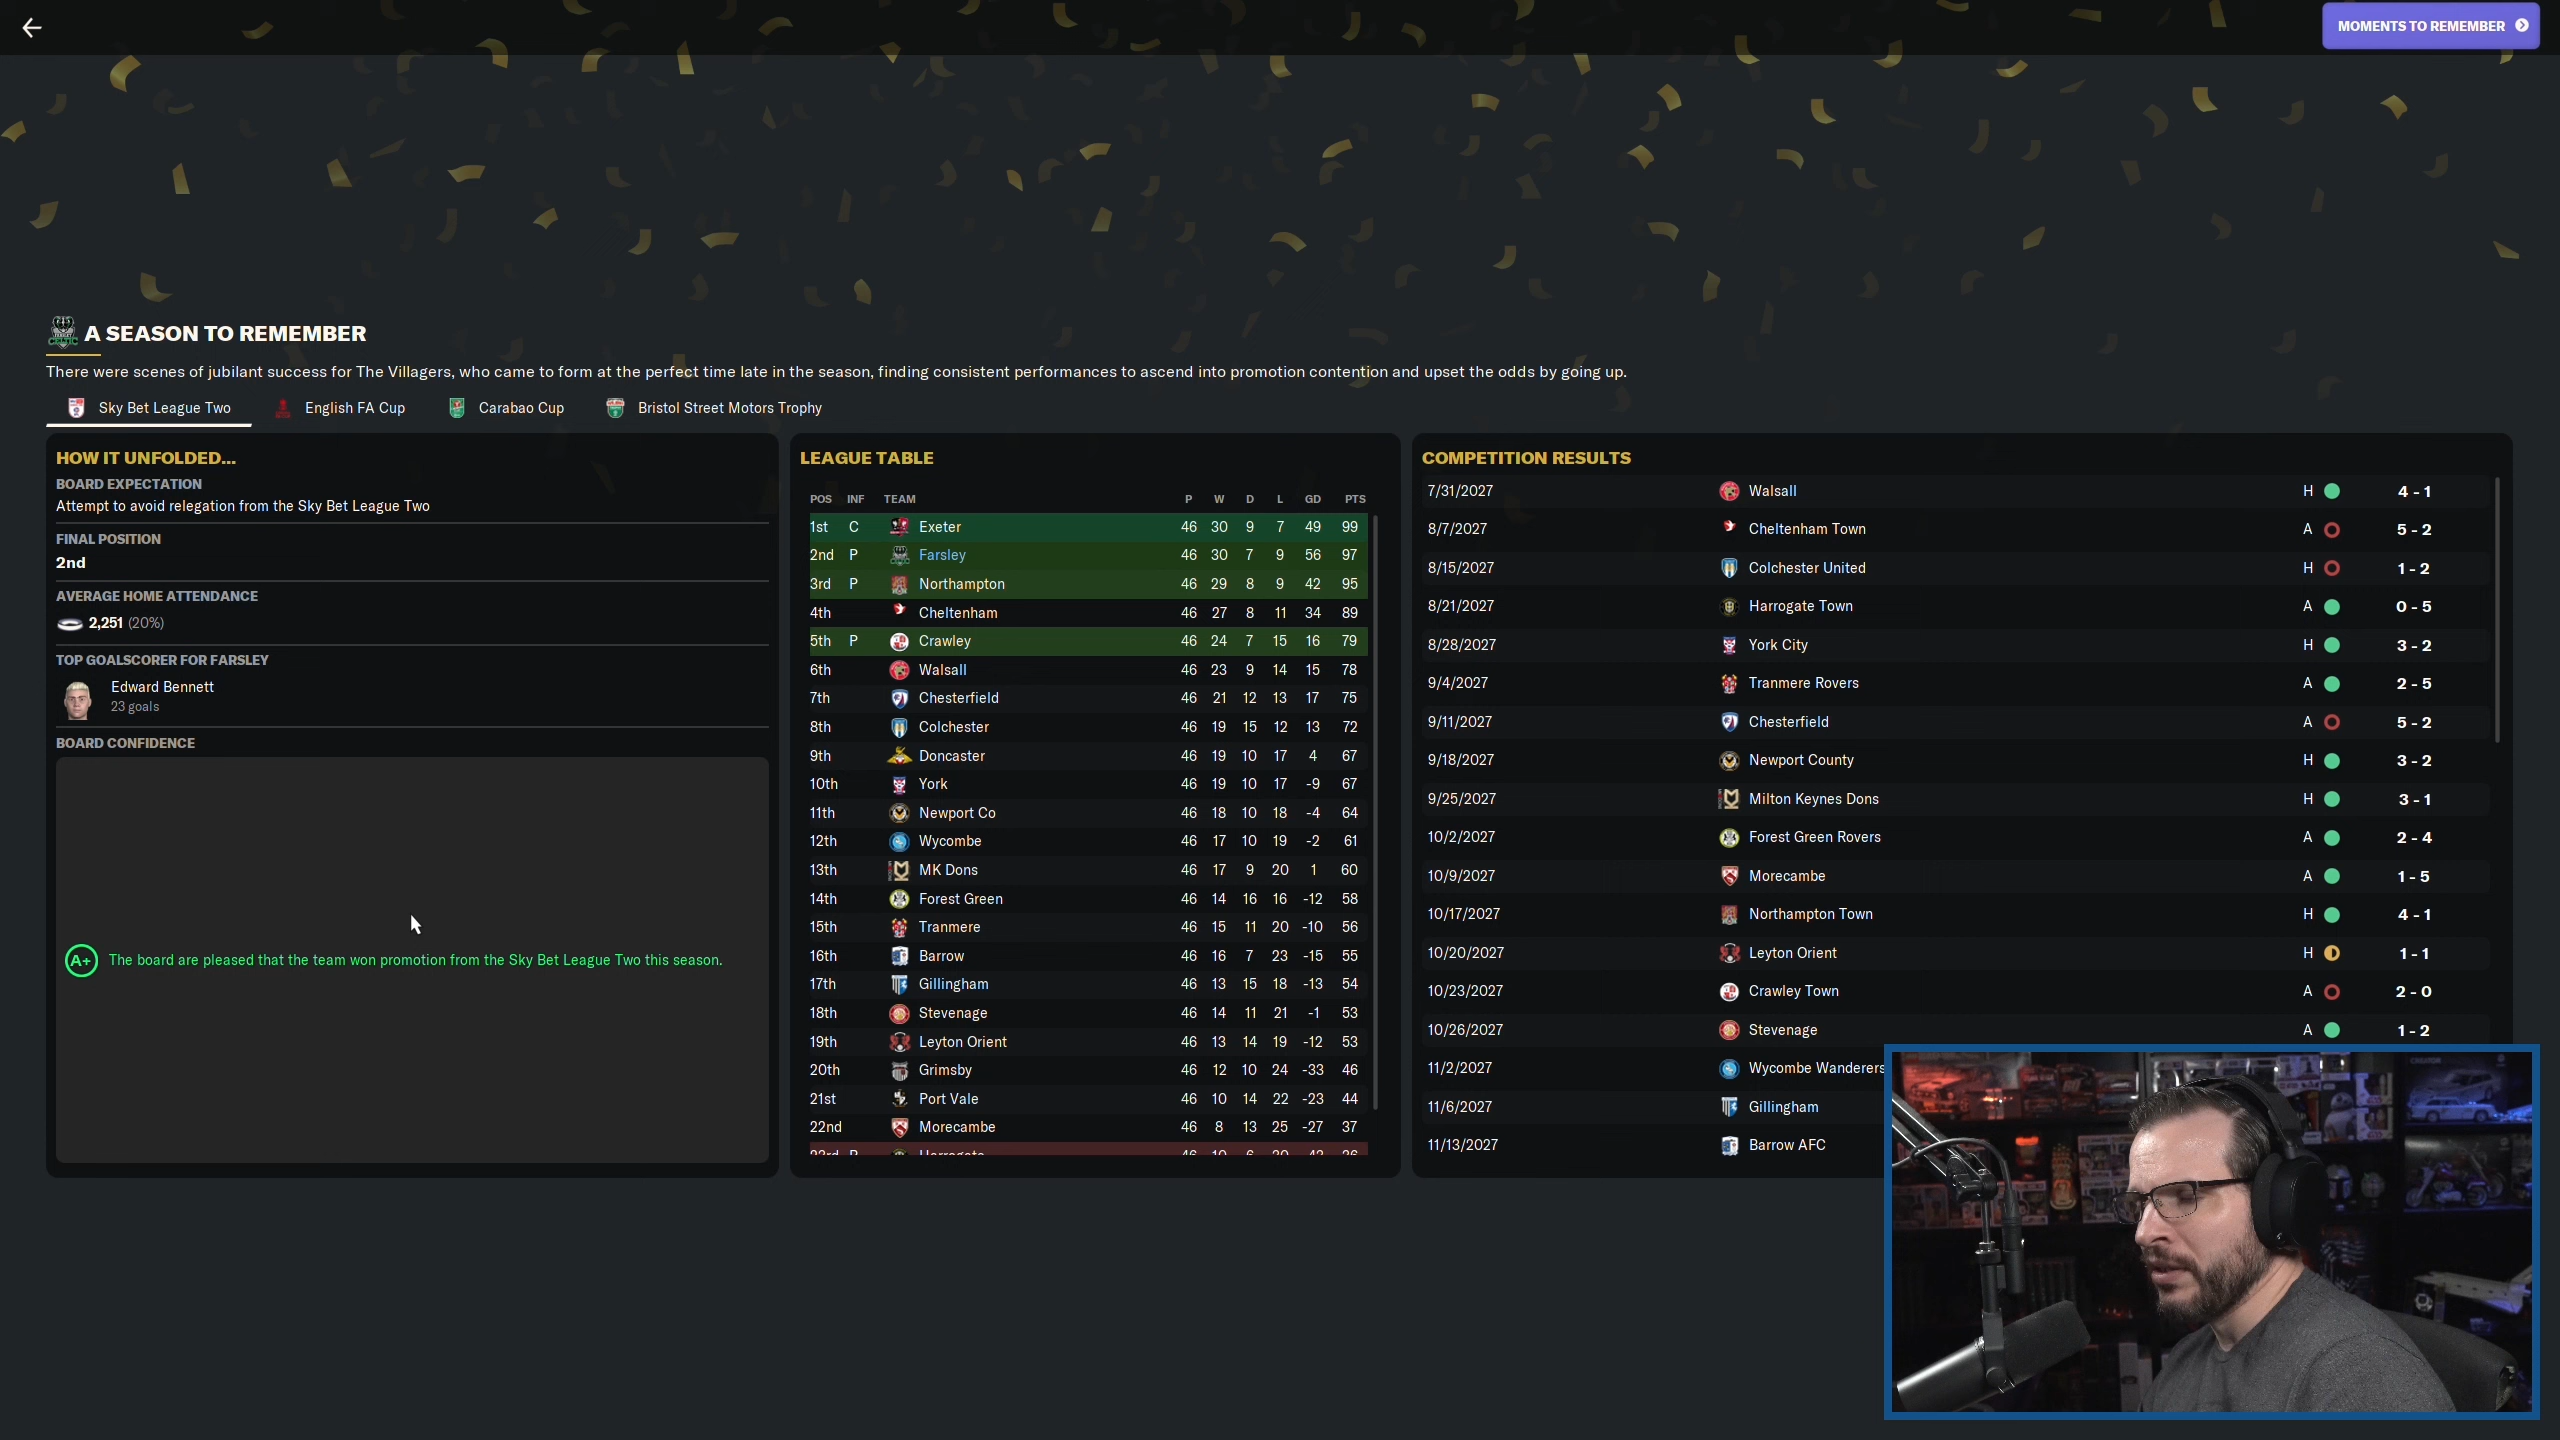 MOMENTS TO REMEMBER
A SEASON TO REMEMBER
There were scenes of jubilant success for The Villagers, who came to form at the perfect time late in the season, finding consistent performances to ascend into promotion contention and upset the odds by going up.
Sky Bet League Two English FA Cup Carabao Cup Bristol Street Motors Trophy
HOW IT UNFOLDED...
BOARD EXPECTATION
Attempt to avoid relegation from the Sky Bet League Two
FINAL POSITION
2nd
AVERAGE HOME ATTENDANCE
2,251 (20%)
TOP GOALSCORER FOR FARSLEY
Edward Bennett
23 goals
BOARD CONFIDENCE
A+ The board are pleased that the team won promotion from the Sky Bet League Two this season.
LEAGUE TABLE
POS INF TEAM P W D L GD PTS
1st C Exeter 46 30 9 7 49 99
2nd P Farsley 46 30 7 9 56 97
3rd P Northampton 46 29 8 9 42 95
4th Cheltenham 46 27 8 11 34 89
5th P Crawley 46 24 7 15 16 79
6th Walsall 46 23 9 14 15 78
7th Chesterfield 46 21 12 13 17 75
8th Colchester 46 19 15 12 13 72
9th Doncaster 46 19 10 17 4 67
10th York 46 19 10 17 -9 67
11th Newport Co 46 18 10 18 -4 64
12th Wycombe 46 17 10 19 -2 61
13th MK Dons 46 17 9 20 1 60
14th Forest Green 46 14 16 16 -12 58
15th Tranmere 46 15 11 20 -10 56
16th Barrow 46 16 7 23 -15 55
17th Gillingham 46 13 15 18 -13 54
18th Stevenage 46 14 11 21 -1 53
19th Leyton Orient 46 13 14 19 -12 53
20th Grimsby 46 12 10 24 -33 46
21st Port Vale 46 10 14 22 -23 44
22nd Morecambe 46 8 13 25 -27 37
COMPETITION RESULTS
7/31/2027 Walsall H 4 - 1
8/7/2027 Cheltenham Town A 5 - 2
8/15/2027 Colchester United H 1 - 2
8/21/2027 Harrogate Town A 0 - 5
8/28/2027 York City H 3 - 2
9/4/2027 Tranmere Rovers A 2 - 5
9/11/2027 Chesterfield A 5 - 2
9/18/2027 Newport County H 3 - 2
9/25/2027 Milton Keynes Dons H 3 - 1
10/2/2027 Forest Green Rovers A 2 - 4
10/9/2027 Morecambe A 1 - 5
10/17/2027 Northampton Town H 4 - 1
10/20/2027 Leyton Orient H 1 - 1
10/23/2027 Crawley Town A 2 - 0
10/26/2027 Stevenage A 1 - 2
11/2/2027 Wycombe Wanderers
11/6/2027 Gillingham
11/13/2027 Barrow AFC